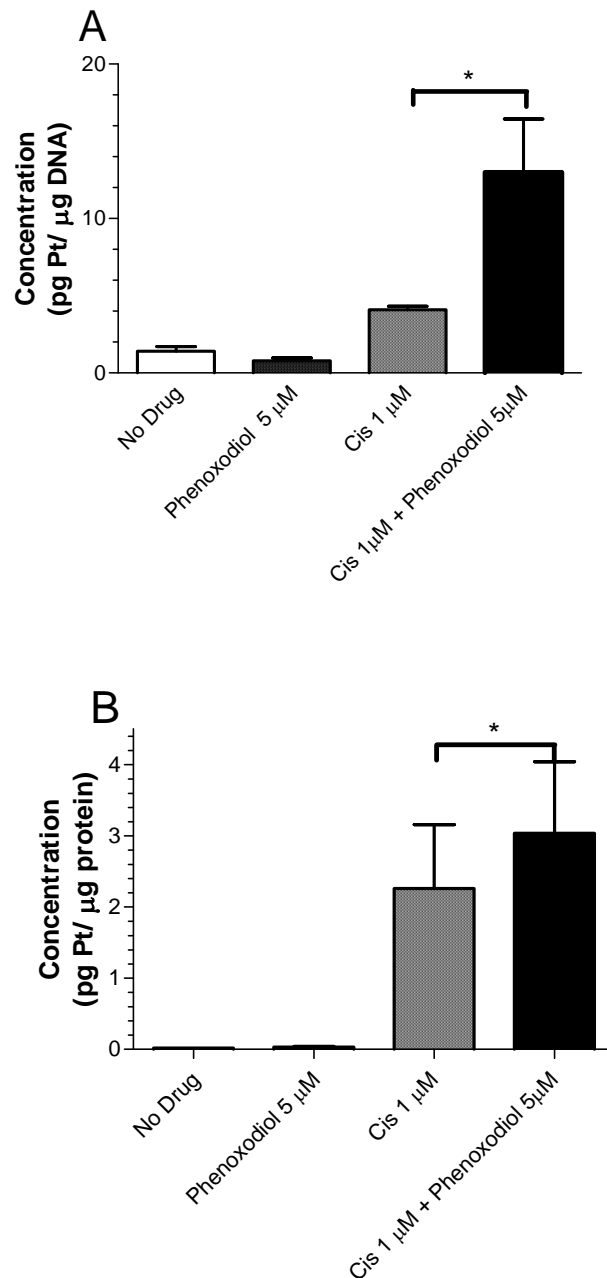 A
20
10
0
Concentration
(pg Pt/ μg DNA)
*
No Drug
Phenoxodiol 5 μM
Cis 1 μM
Cis 1μM + Phenoxodiol 5μM
B
4
3
2
1
0
Concentration
(pg Pt/ μg protein)
*
No Drug
Phenoxodiol 5 μM
Cis 1 μM
Cis 1 μM + Phenoxodiol 5μM